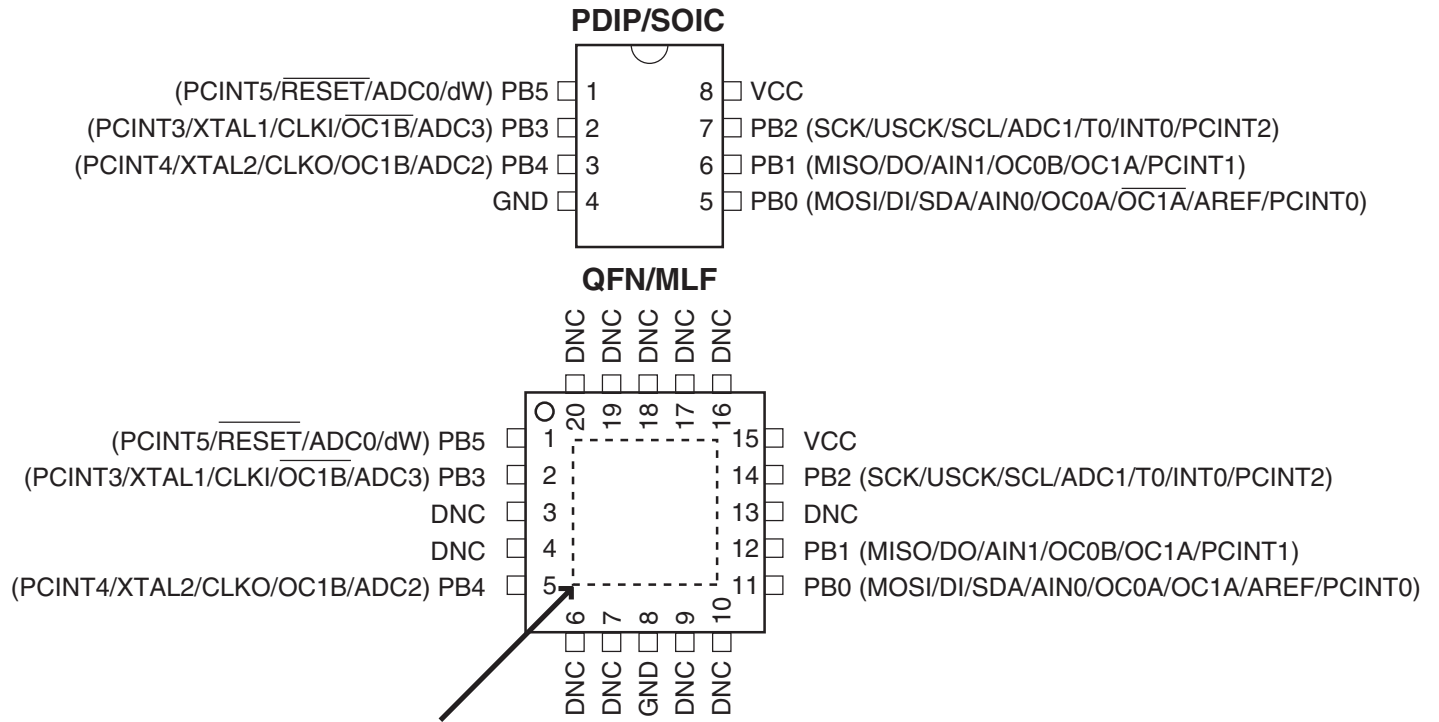 PDIP/SOIC
(PCINT5/RESET/ADC0/dW) PB5 1 8 VCC
(PCINT3/XTAL1/CLKI/OC1B/ADC3) PB3 2 7 PB2 (SCK/USCK/SCL/ADC1/T0/INT0/PCINT2)
(PCINT4/XTAL2/CLKO/OC1B/ADC2) PB4 3 6 PB1 (MISO/DO/AIN1/OC0B/OC1A/PCINT1)
GND 4 5 PB0 (MOSI/DI/SDA/AIN0/OC0A/OC1A/AREF/PCINT0)
QFN/MLF
DNC DNC DNC DNC DNC
20 19 18 17 16
(PCINT5/RESET/ADC0/dW) PB5 1 15 VCC
(PCINT3/XTAL1/CLKI/OC1B/ADC3) PB3 2 14 PB2 (SCK/USCK/SCL/ADC1/T0/INT0/PCINT2)
DNC 3 13 DNC
DNC 4 12 PB1 (MISO/DO/AIN1/OC0B/OC1A/PCINT1)
(PCINT4/XTAL2/CLKO/OC1B/ADC2) PB4 5 11 PB0 (MOSI/DI/SDA/AIN0/OC0A/OC1A/AREF/PCINT0)
6 7 8 9 10
DNC DNC GND DNC DNC